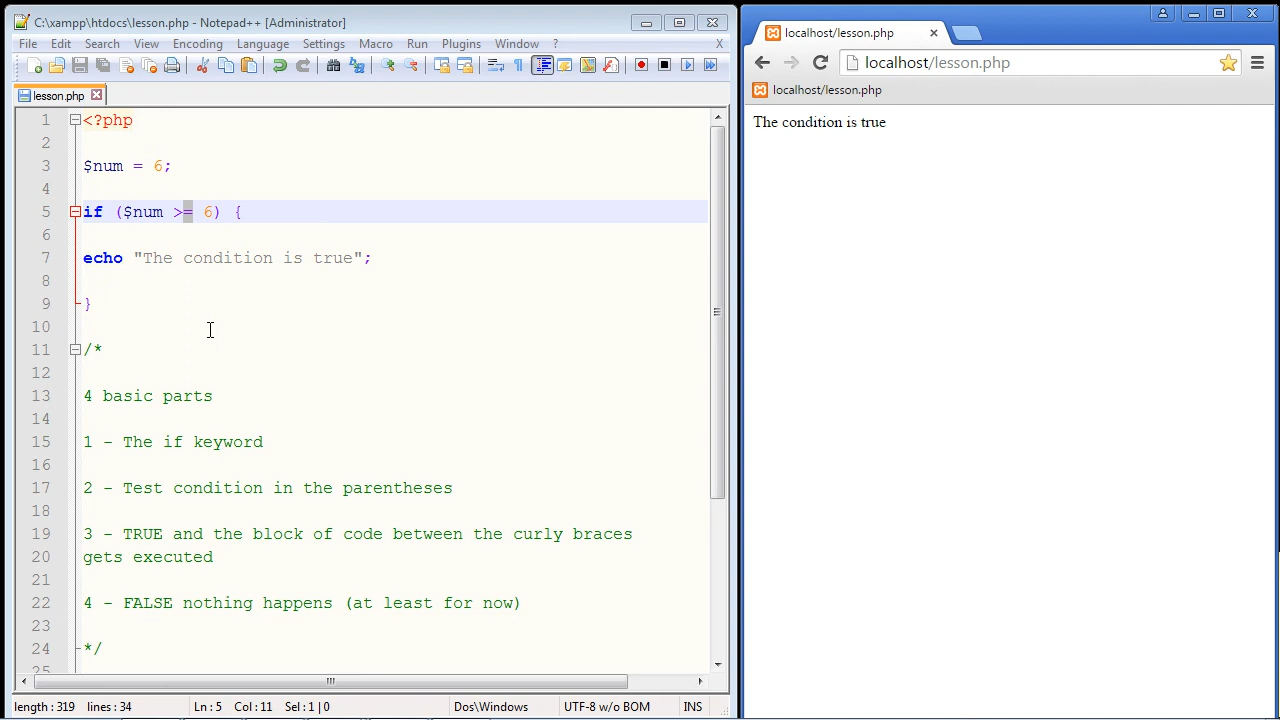 C:\xampp\htdocs\lesson.php - Notepad++ [Administrator]
File Edit Search View Encoding Language Settings Macro Run Plugins Window ? X
lesson.php
1 <?php
2
3 $num = 6;
4
5 if ($num >= 6) {
6
7 echo "The condition is true";
8
9 }
10
11 /*
12
13 4 basic parts
14
15 1 - The if keyword
16
17 2 - Test condition in the parentheses
18
19 3 - TRUE and the block of code between the curly braces
20 gets executed
21
22 4 - FALSE nothing happens (at least for now)
23
24 */
25
length : 319 lines : 34 Ln : 5 Col : 11 Sel : 1 | 0 Dos\Windows UTF-8 w/o BOM INS
localhost/lesson.php
localhost/lesson.php
localhost/lesson.php
The condition is true